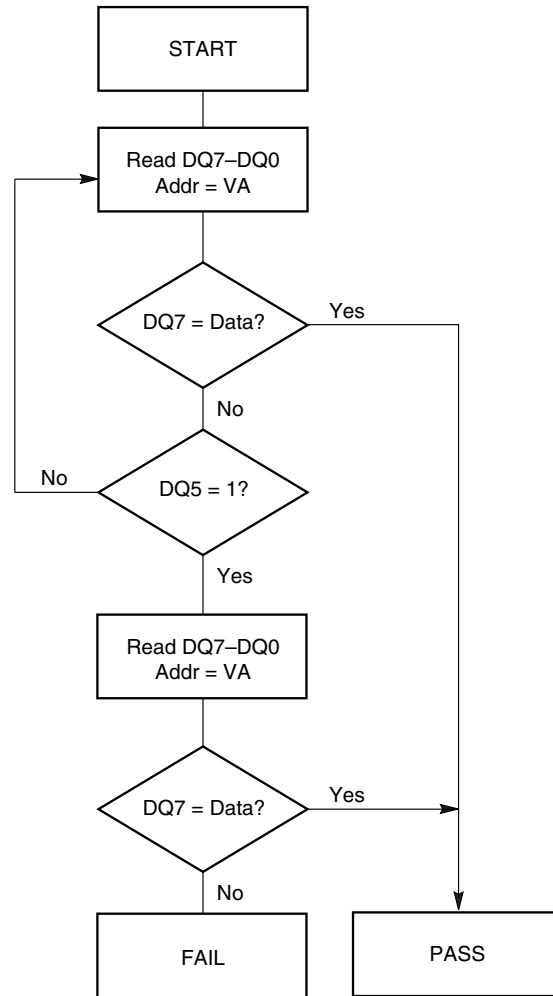 START
Read DQ7–DQ0
Addr = VA
DQ7 = Data?
Yes
No
DQ5 = 1?
No
Yes
Read DQ7–DQ0
Addr = VA
DQ7 = Data?
Yes
No
FAIL
PASS